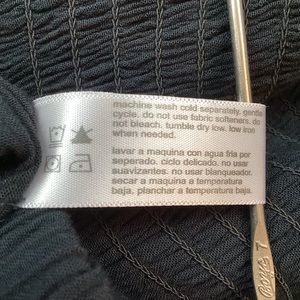 machine wash cold separately. gentle
cycle. do not use fabric softeners. do
not bleach. tumble dry low. low iron
when needed.
lavar a maquina con agua fria por
seperado. ciclo delicado. no usar
suavizantes. no usar blanqueador.
secar a maquina a temperatura
baja, planchar a temperatura
baja.